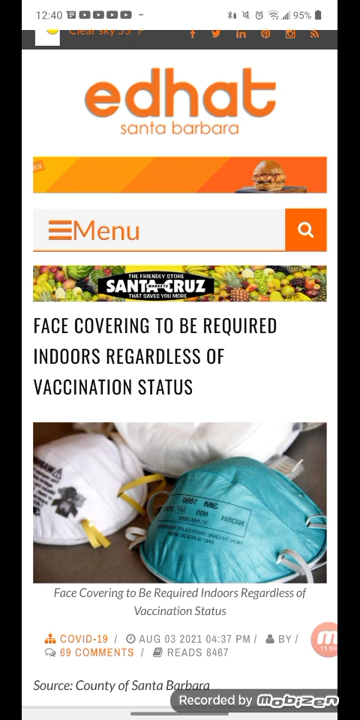 12:40
95%
Clear sky 55° F
edhat
santa barbara
Menu
THE FRIENDLY STORE
SANTA CRUZ
THAT SAVES YOU MORE
FACE COVERING TO BE REQUIRED
INDOORS REGARDLESS OF
VACCINATION STATUS
Face Covering to Be Required Indoors Regardless of
Vaccination Status
COVID-19 / AUG 03 2021 04:37 PM / BY /
69 COMMENTS / READS 8467
11:59
Source: County of Santa Barbara
Recorded by Mobizen